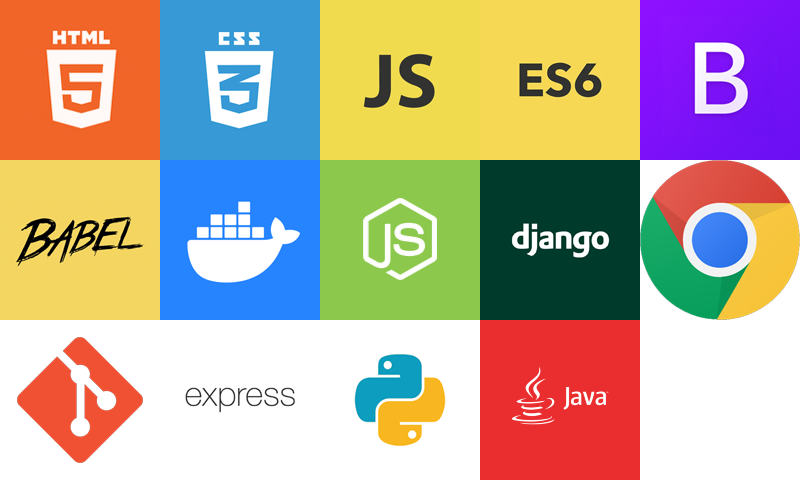 HTML
5
CSS
3
JS
ES6
B
BABEL
JS
django
express
Java